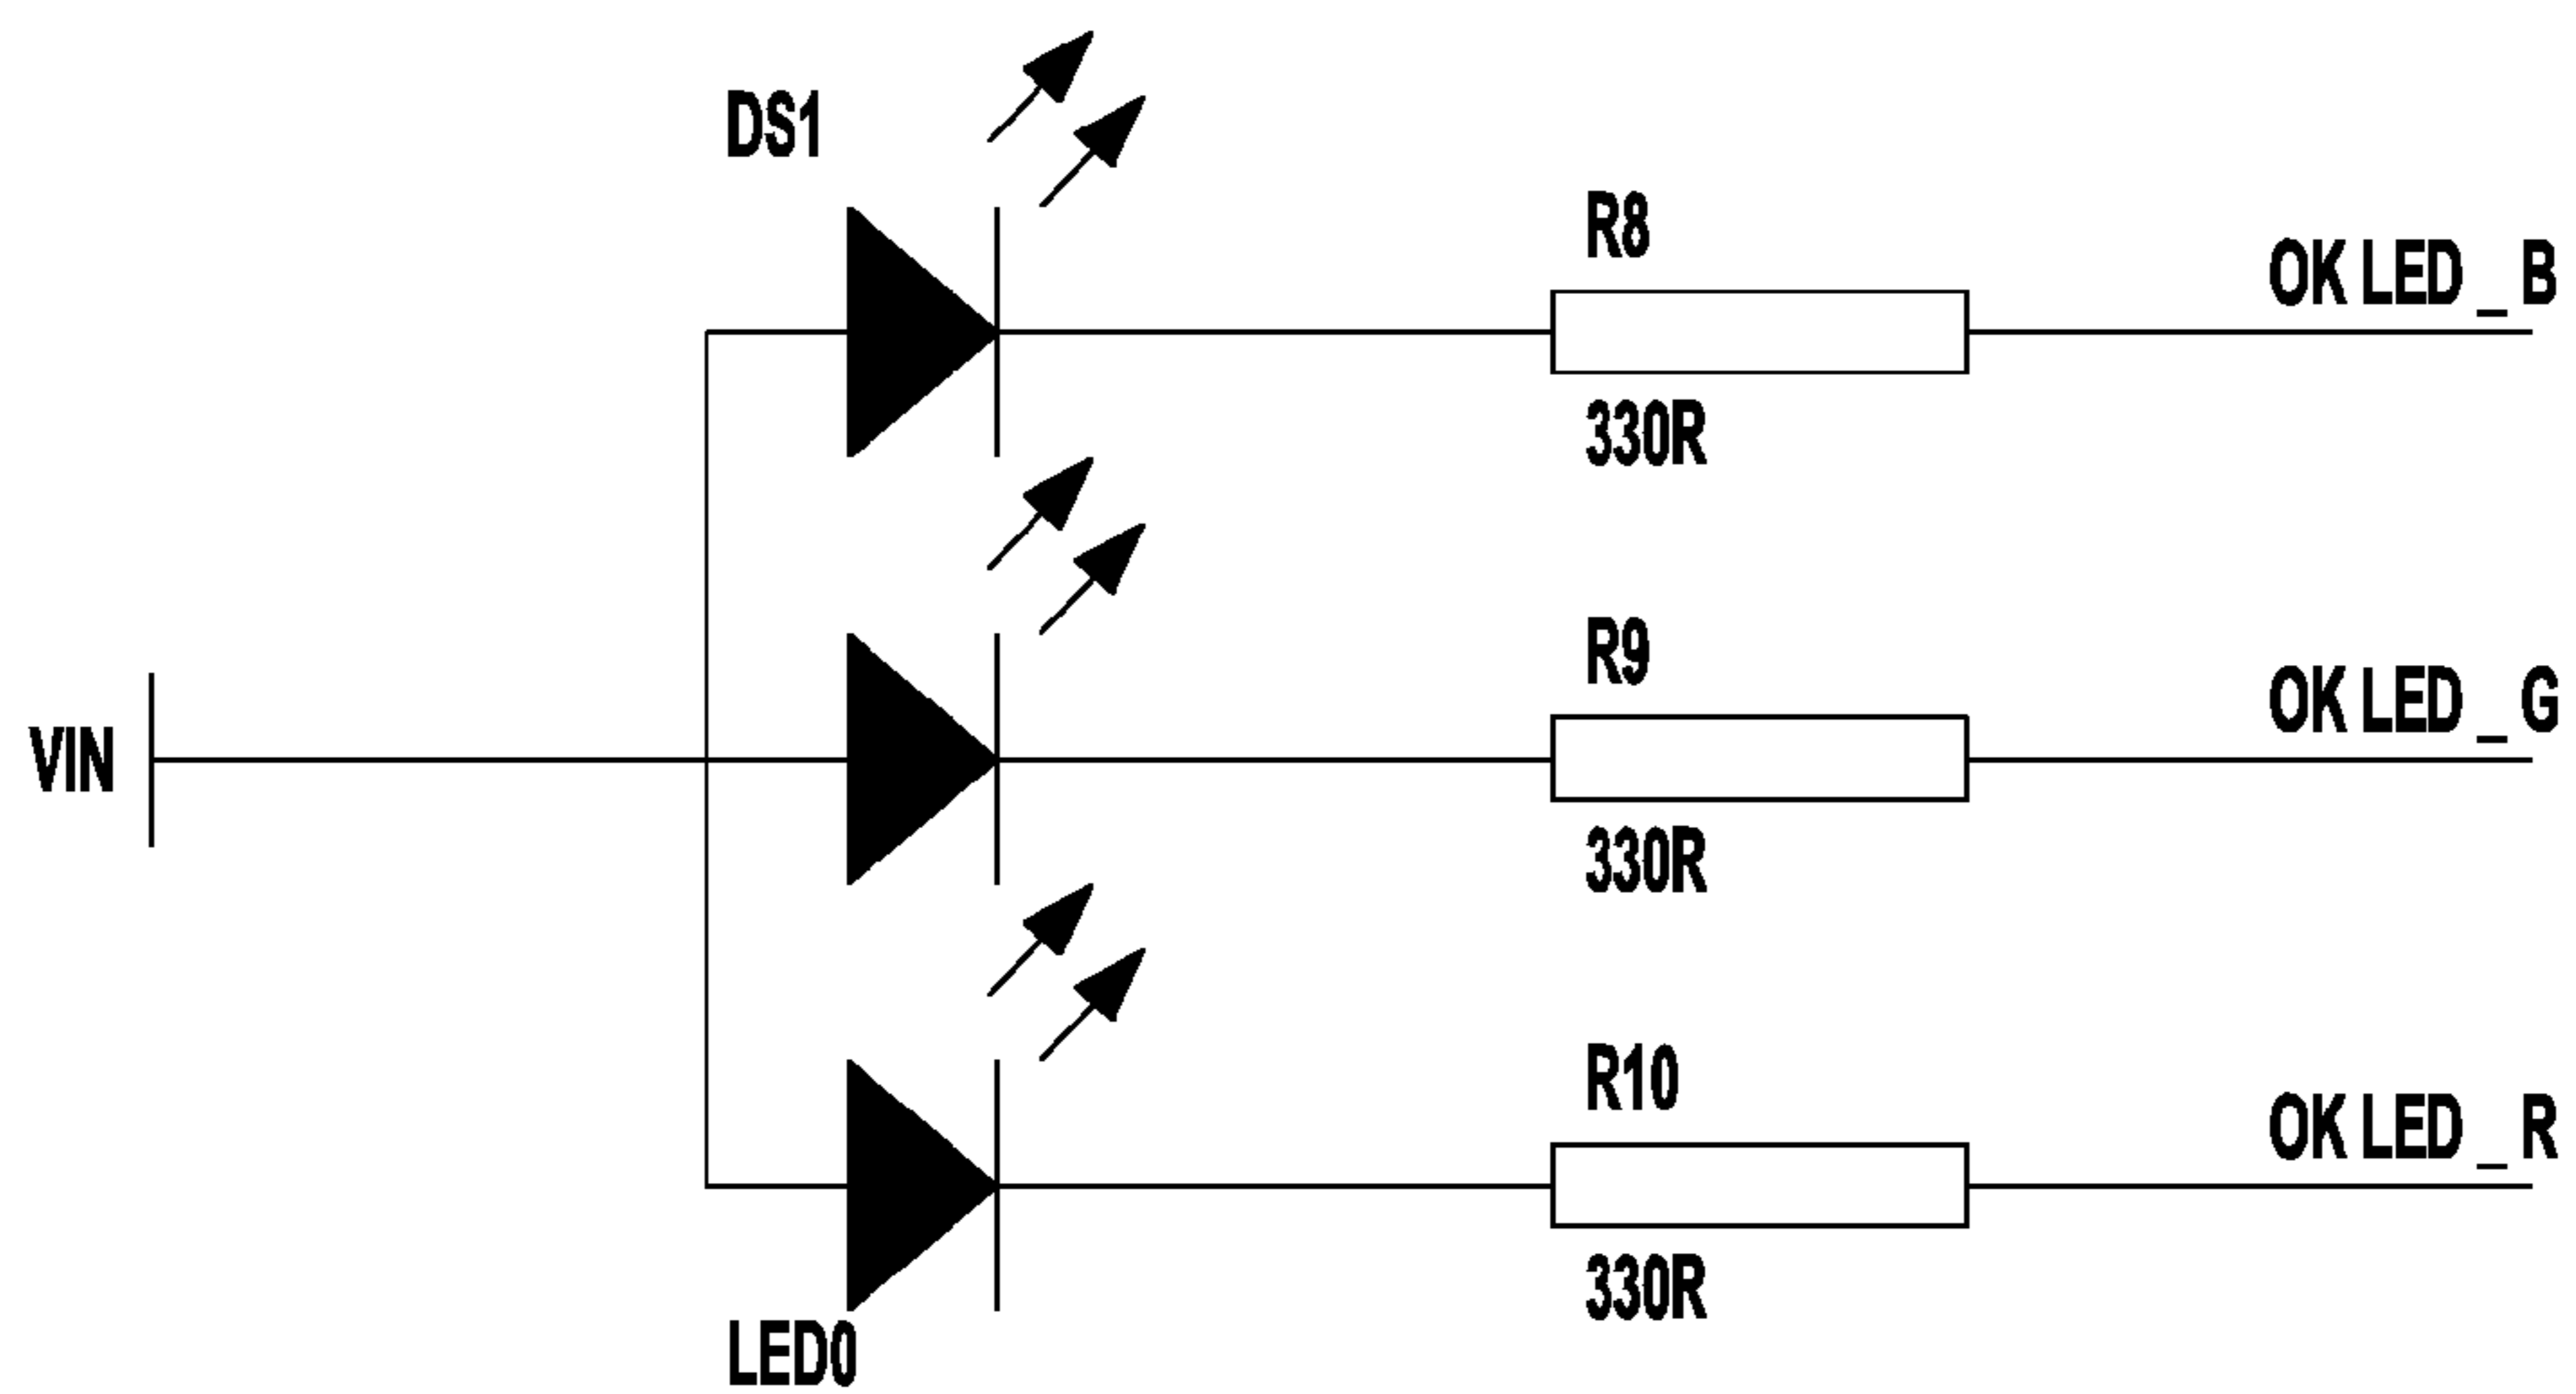 DS1
R8
OK LED _ B
330R
R9
OK LED _ G
VIN
330R
R10
OK LED _ R
330R
LED0